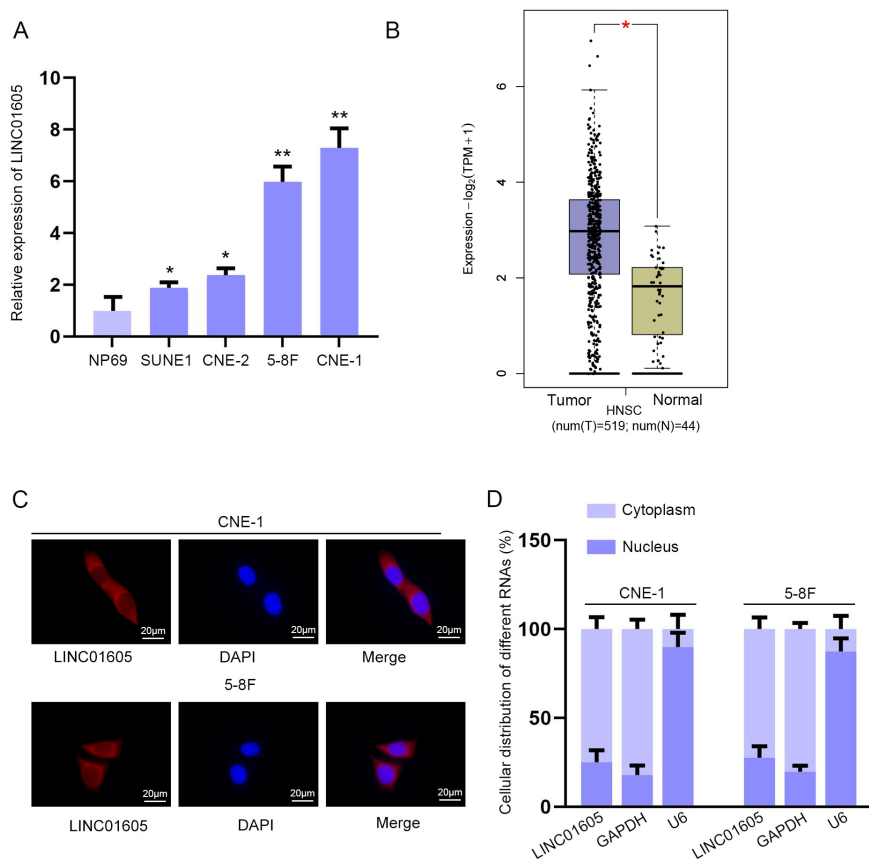 A
Relative expression of LINC01605
10
8
6
4
2
0
**
**
*
*
NP69 SUNE1 CNE-2 5-8F CNE-1
B
Expression − log2(TPM+1)
*
6
4
2
0
Tumor Normal
HNSC
(num(T)=519; num(N)=44)
C
CNE-1
20μm 20μm 20μm
LINC01605 DAPI Merge
5-8F
20μm 20μm 20μm
LINC01605 DAPI Merge
D
Cytoplasm
Nucleus
Cellular distribution of different RNAs (%)
150
100
50
0
CNE-1 5-8F
LINC01605 GAPDH U6 LINC01605 GAPDH U6